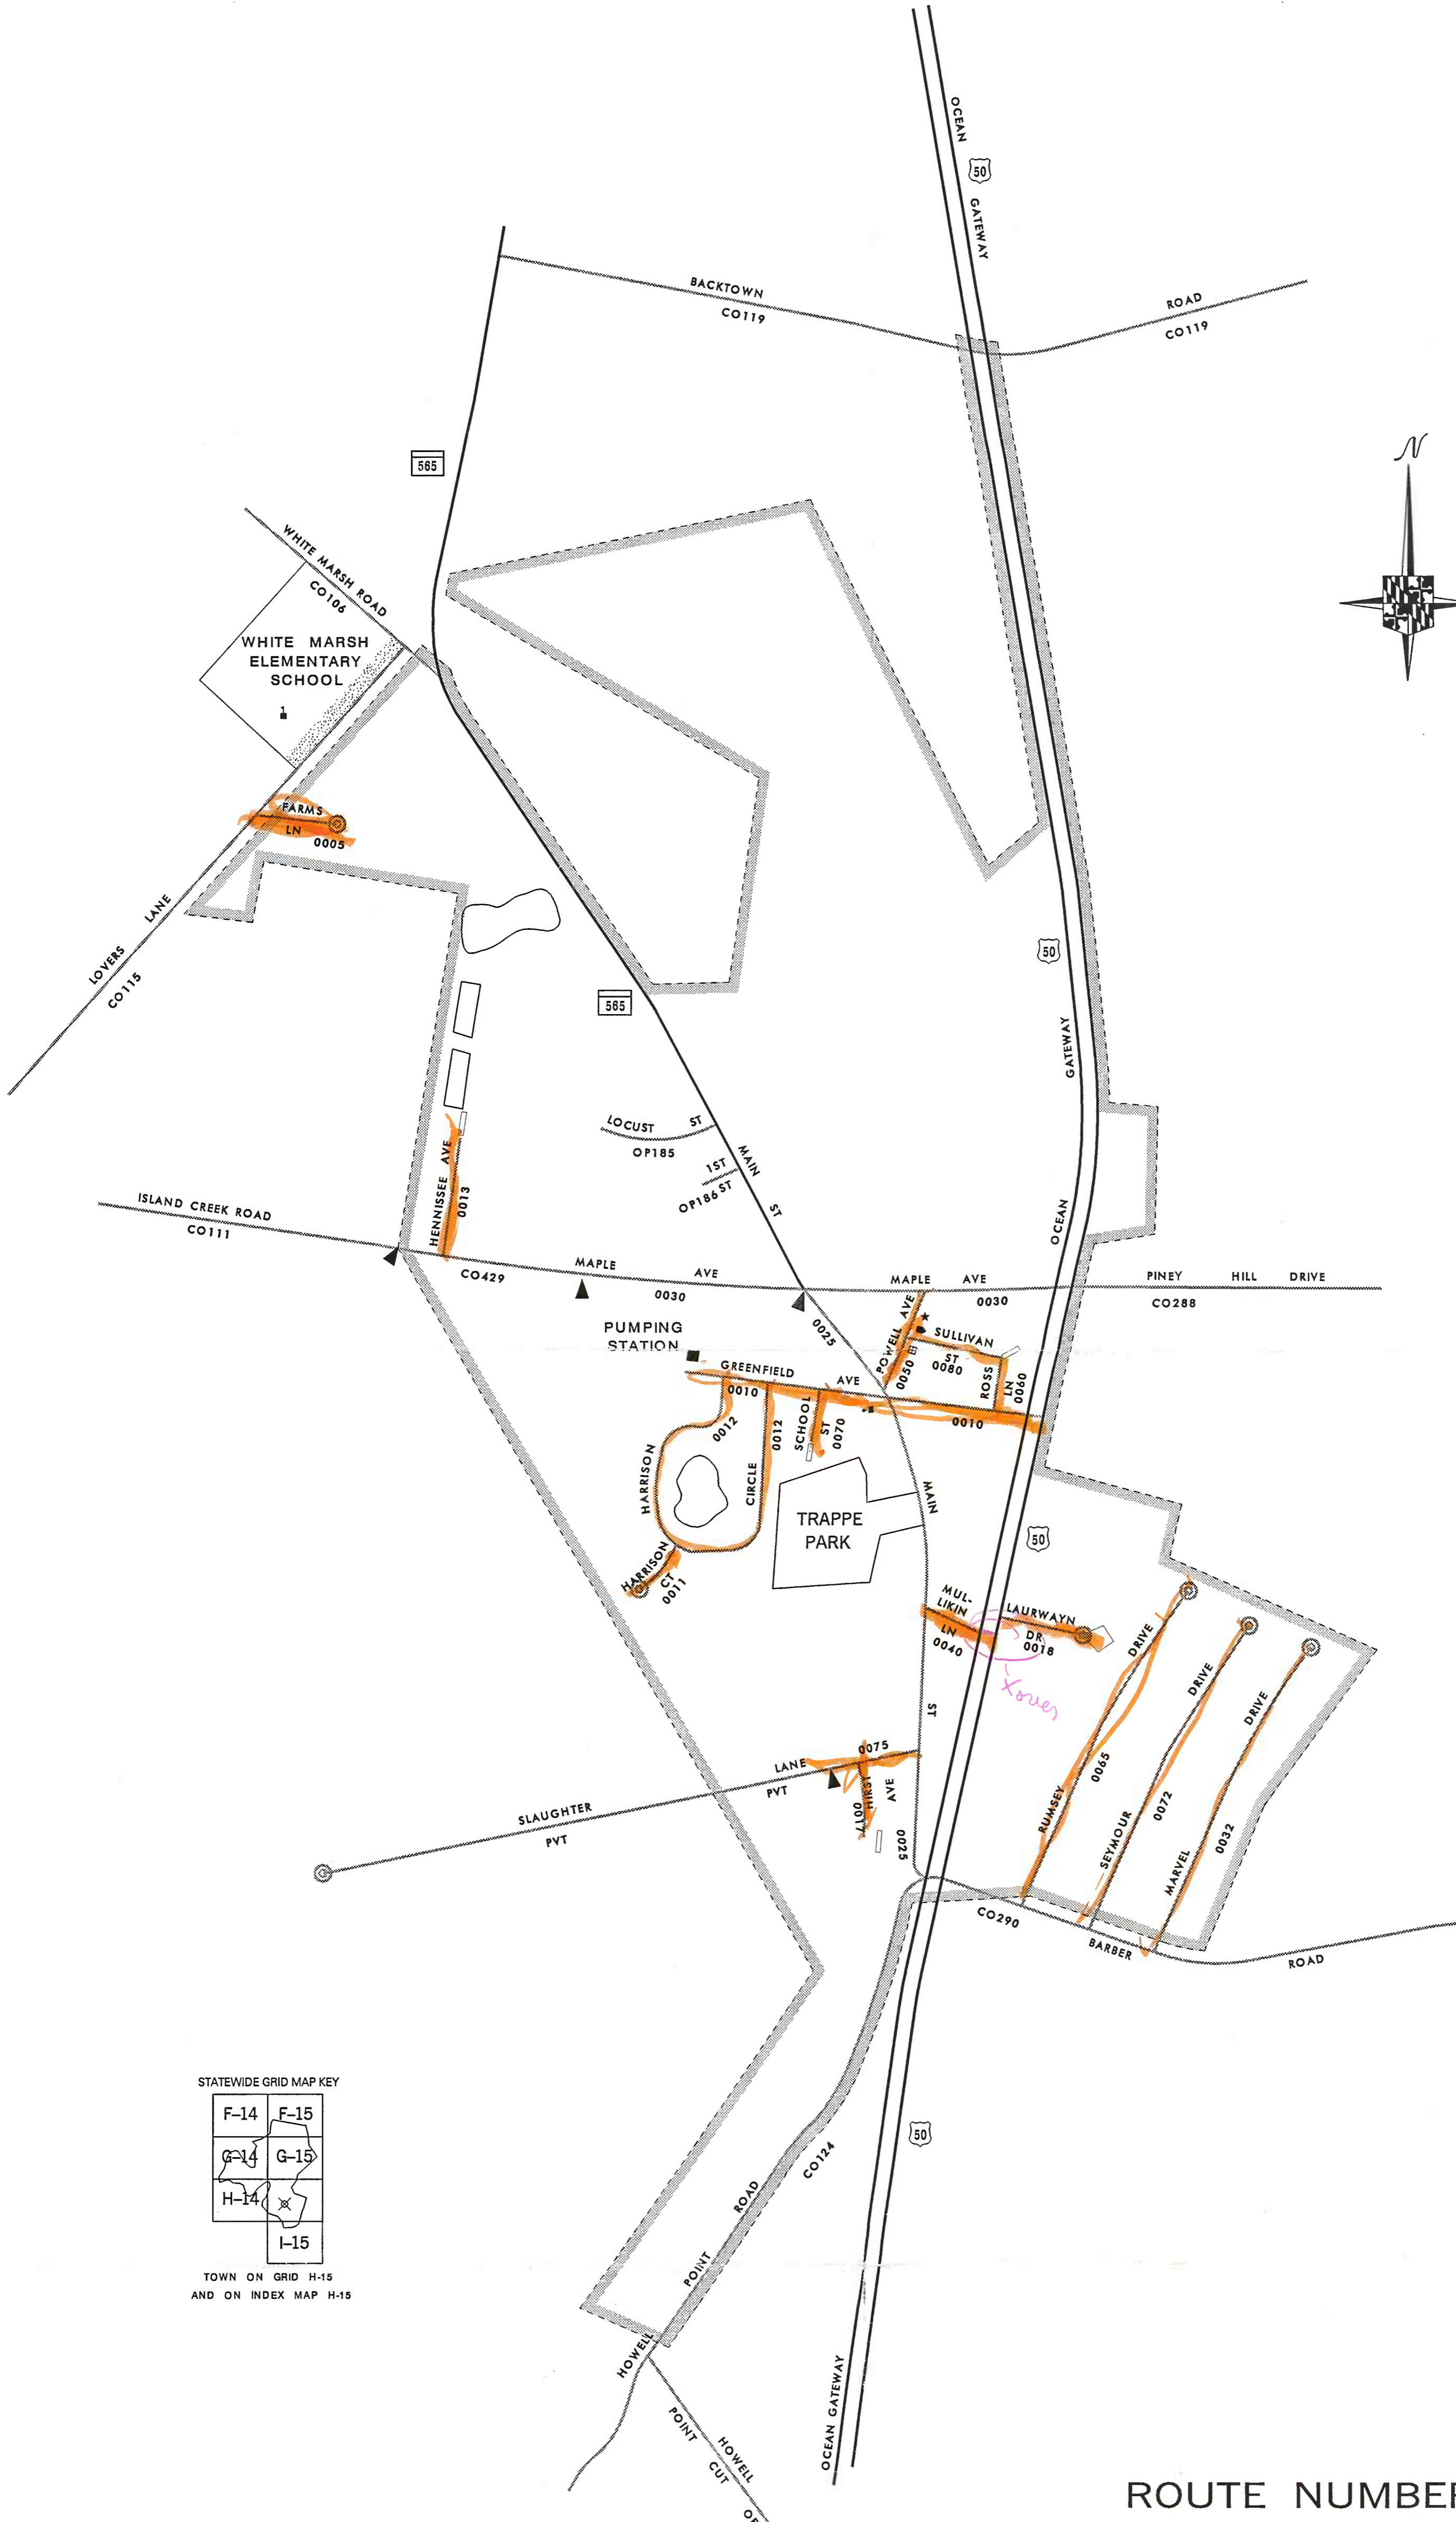 OCEAN
50
GATEWAY
BACKTOWN
CO119
ROAD
CO119
565
N
WHITE MARSH ROAD
CO106
WHITE MARSH
ELEMENTARY
SCHOOL
1
FARMS
LN
0005
LOVERS LANE
CO115
50
565
GATEWAY
LOCUST ST
OP185
MAIN ST
1ST ST
OP186
HENNISSEE AVE
0013
ISLAND CREEK ROAD
CO111
OCEAN
CO429
MAPLE AVE
0030
MAPLE AVE
0030
PINEY HILL DRIVE
CO288
PUMPING
STATION
0025
POWELL AVE
0050
SULLIVAN
ST
0080
ROSS
LN
0060
GREENFIELD AVE
0010
0010
0012
0012
SCHOOL
ST
0070
HARRISON
CIRCLE
TRAPPE
PARK
MAIN
50
HARRISON
CT
0011
MUL-
LIKIN
LN
0040
LAURWAYN
DR
0018
Xover
DRIVE
DRIVE
DRIVE
ST
0075
LANE
PVT
HIRST
AVE
0017
0065
0072
0032
RUMSEY
SEYMOUR
MARVEL
SLAUGHTER
PVT
0025
CO290
BARBER
ROAD
STATEWIDE GRID MAP KEY
F-14 F-15
G-14 G-15
H-14
I-15
TOWN ON GRID H-15
AND ON INDEX MAP H-15
50
CO124
ROAD
POINT
HOWELL
HOWELL
POINT
CUT
OCEAN GATEWAY
ROUTE NUMBER